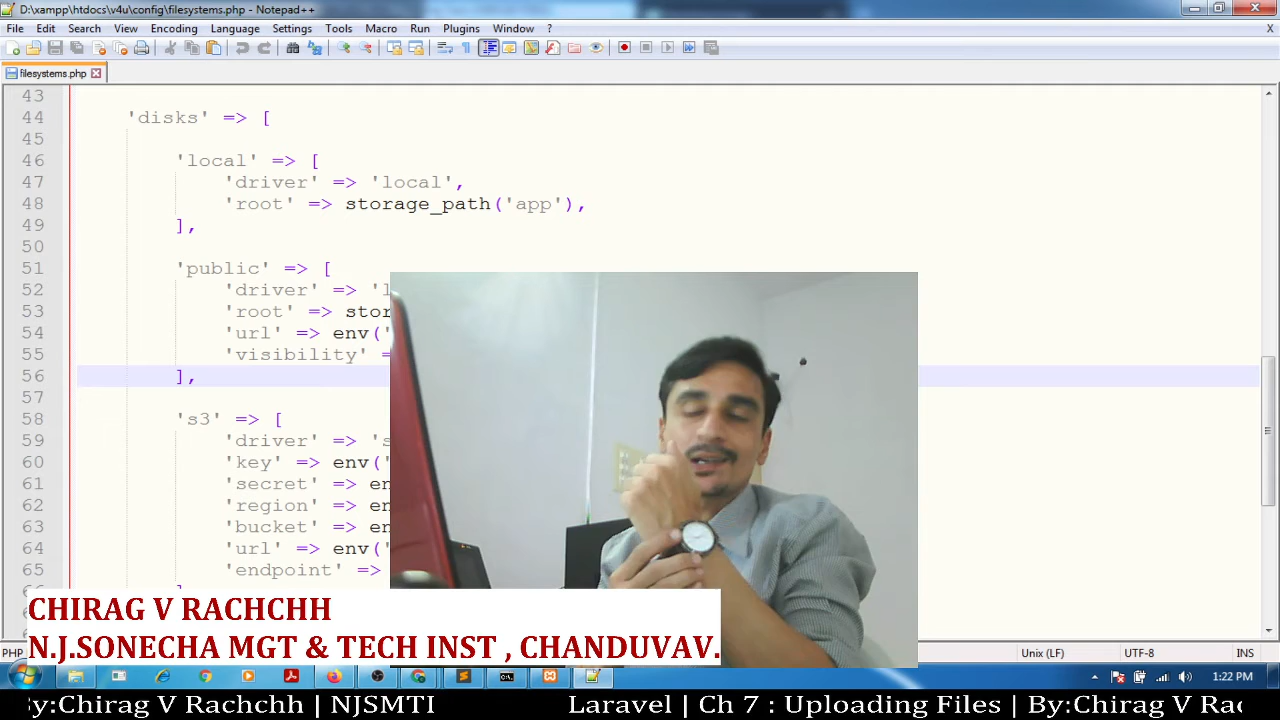 D:\xampp\htdocs\v4u\config\filesystems.php - Notepad++
File Edit Search View Encoding Language Settings Tools Macro Run Plugins Window ? X
filesystems.php
43
44 'disks' => [
45
46 'local' => [
47 'driver' => 'local',
48 'root' => storage_path('app'),
49 ],
50
51 'public' => [
52 'driver' => 'l
53 'root' => stor
54 'url' => env('
55 'visibility' =
56 ],
57
58 's3' => [
59 'driver' => 's
60 'key' => env('
61 'secret' => en
62 'region' => en
63 'bucket' => en
64 'url' => env('
65 'endpoint' =>
CHIRAG V RACHCHH
N.J.SONECHA MGT & TECH INST , CHANDUVAV.
PHP Unix (LF) UTF-8 INS
1:22 PM
y:Chirag V Rachchh | NJSMTI Laravel | Ch 7 : Uploading Files | By:Chirag V Rac